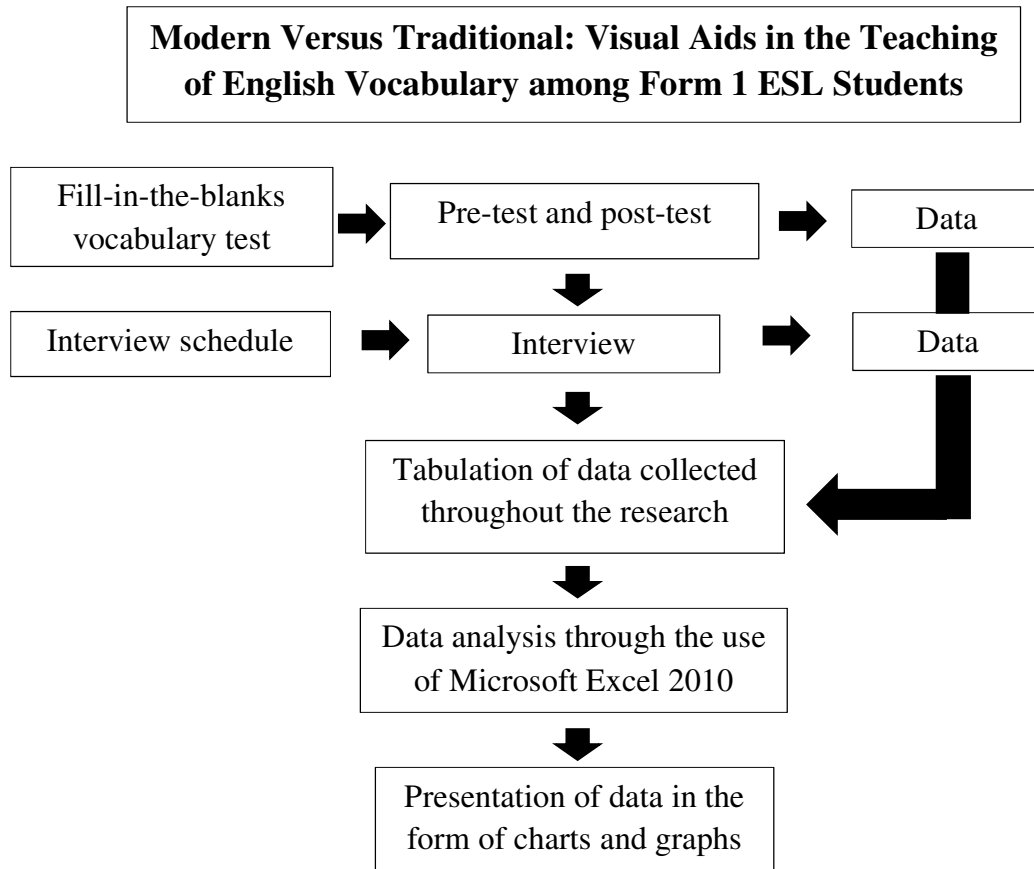 Modern Versus Traditional: Visual Aids in the Teaching
of English Vocabulary among Form 1 ESL Students
Fill-in-the-blanks
vocabulary test
Pre-test and post-test
Data
Interview schedule
Interview
Data
Tabulation of data collected
throughout the research
Data analysis through the use
of Microsoft Excel 2010
Presentation of data in the
form of charts and graphs